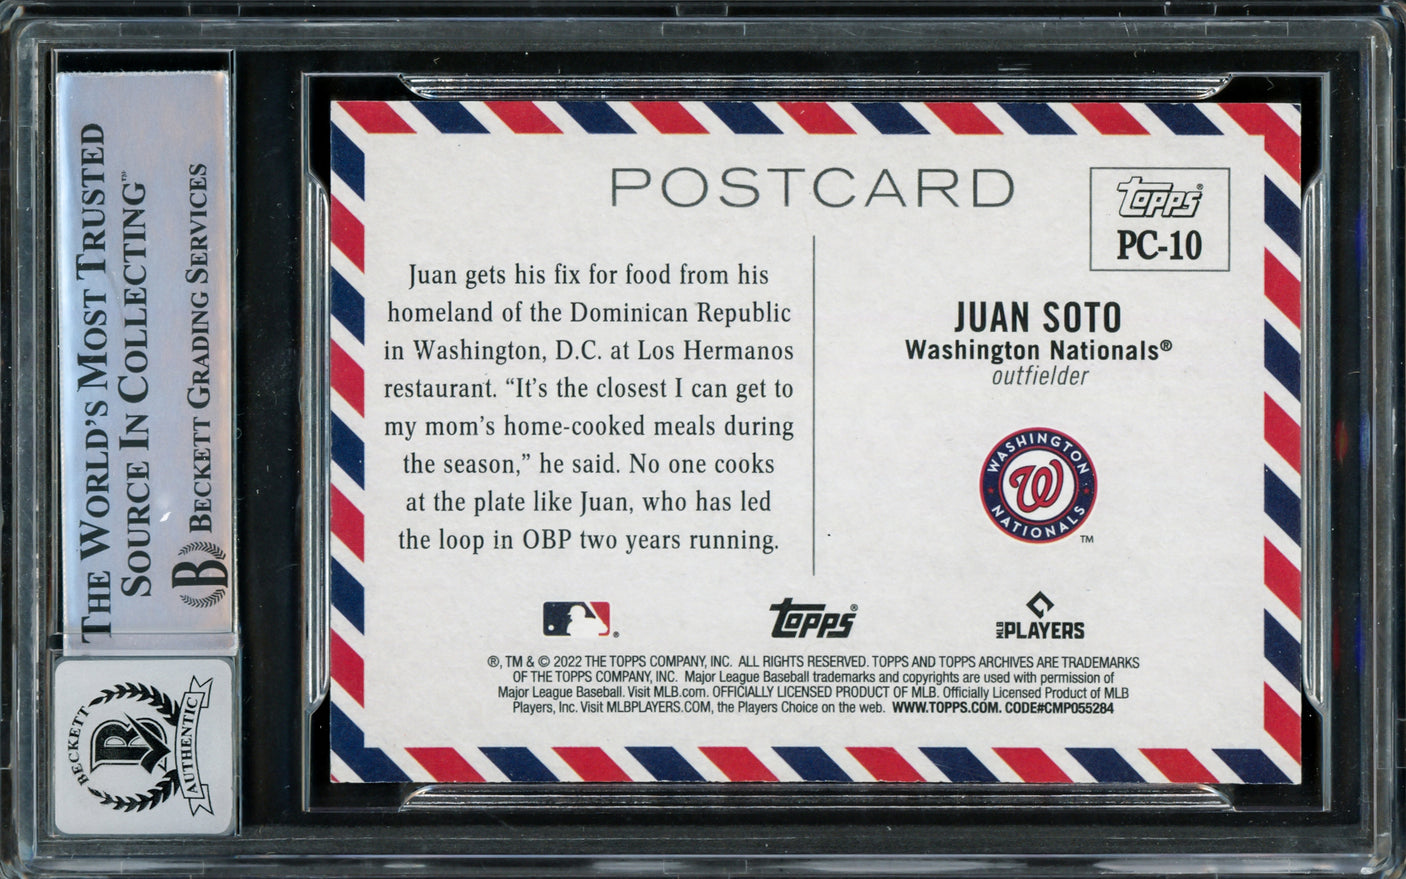 THE WORLD'S MOST TRUSTED
SOURCE IN COLLECTING™
BECKETT GRADING SERVICES
B
BECKETT
AUTHENTIC
POSTCARD
Topps®
PC-10
Juan gets his fix for food from his
homeland of the Dominican Republic
in Washington, D.C. at Los Hermanos
restaurant. “It’s the closest I can get to
my mom’s home-cooked meals during
the season,” he said. No one cooks
at the plate like Juan, who has led
the loop in OBP two years running.
JUAN SOTO
Washington Nationals®
outfielder
WASHINGTON
W
NATIONALS
TM
®
Topps®
MLB PLAYERS
®, TM & © 2022 THE TOPPS COMPANY, INC. ALL RIGHTS RESERVED. TOPPS AND TOPPS ARCHIVES ARE TRADEMARKS
OF THE TOPPS COMPANY, INC. Major League Baseball trademarks and copyrights are used with permission of
Major League Baseball. Visit MLB.com. OFFICIALLY LICENSED PRODUCT OF MLB. Officially Licensed Product of MLB
Players, Inc. Visit MLBPLAYERS.COM, the Players Choice on the web. WWW.TOPPS.COM. CODE#CMP055284